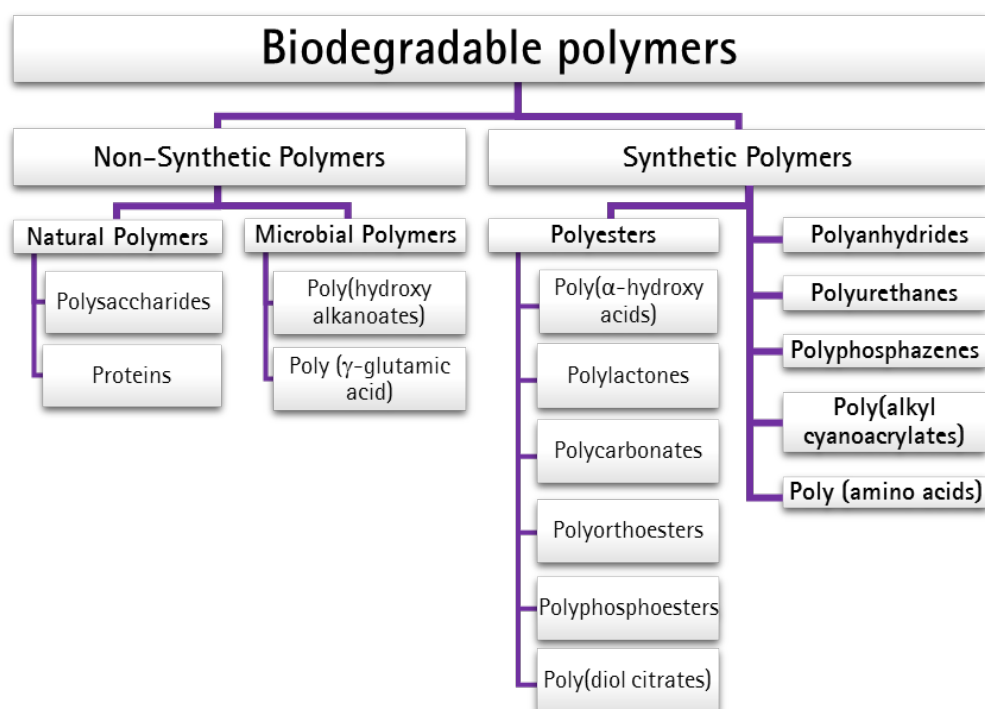 Biodegradable polymers
Non-Synthetic Polymers
Synthetic Polymers
Natural Polymers
Polysaccharides
Proteins
Microbial Polymers
Poly(hydroxy
alkanoates)
Poly (γ-glutamic
acid)
Polyesters
Poly(α-hydroxy
acids)
Polylactones
Polycarbonates
Polyorthoesters
Polyphosphoesters
Poly(diol citrates)
Polyanhydrides
Polyurethanes
Polyphosphazenes
Poly(alkyl
cyanoacrylates)
Poly (amino acids)